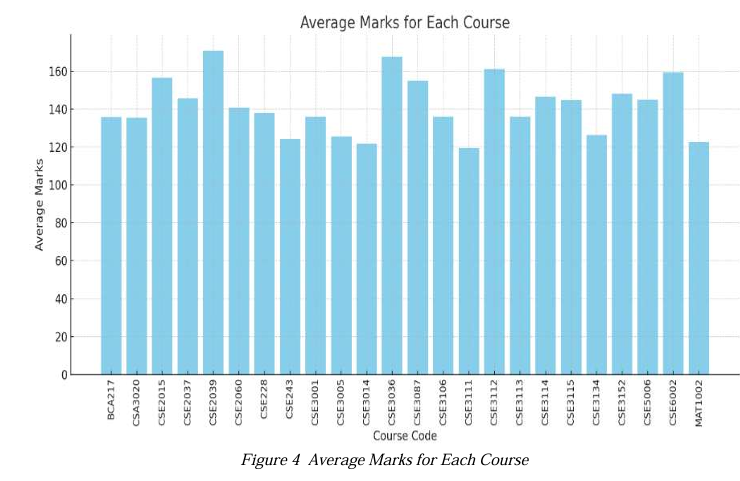 Average Marks for Each Course
Average Marks
160
140
120
100
80
60
40
20
0
BCA217
CSA3020
CSE2015
CSE2037
CSE2039
CSE2060
CSE228
CSE243
CSE3001
CSE3005
CSE3014
CSE3036
CSE3087
CSE3106
CSE3111
CSE3112
CSE3113
CSE3114
CSE3115
CSE3134
CSE3152
CSE5006
CSE6002
MAT1002
Course Code
Figure 4 Average Marks for Each Course